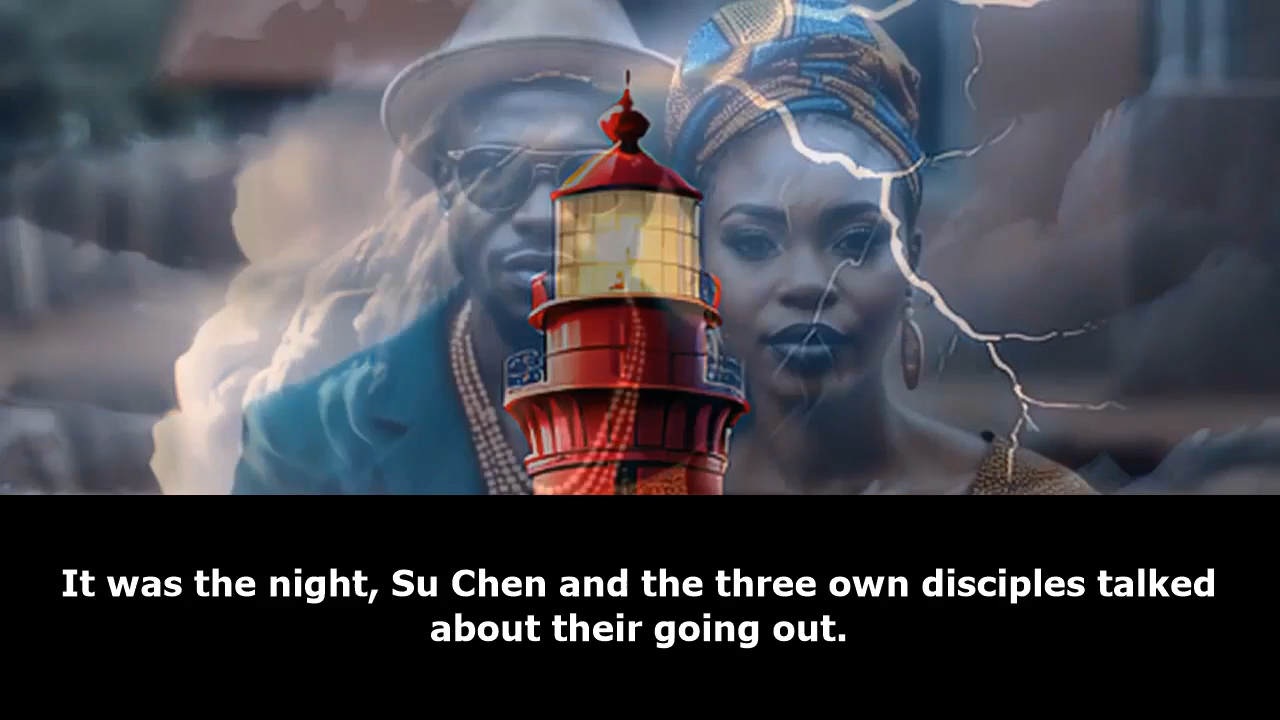 It was the night, Su Chen and the three own disciples talked
about their going out.